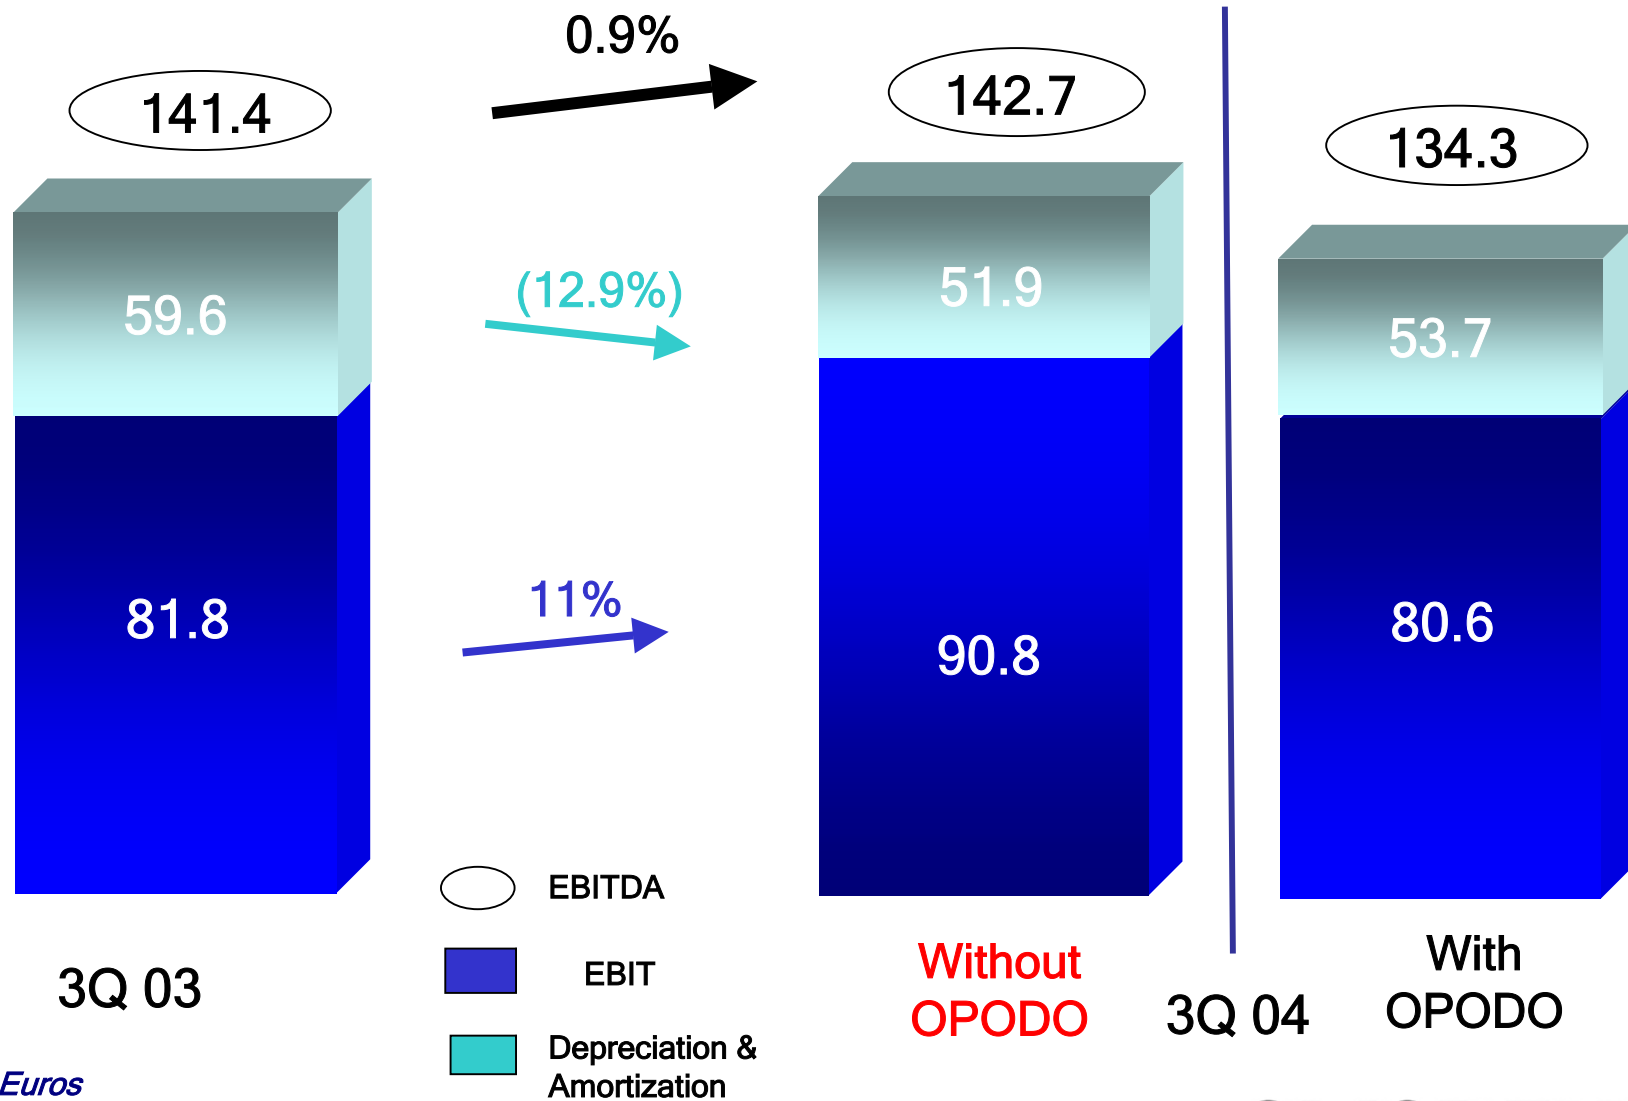 0.9%
141.4
142.7
134.3
59.6
(12.9%)
51.9
53.7
81.8
11%
90.8
80.6
EBITDA
EBIT
Depreciation &
Amortization
3Q 03
Without
OPODO
3Q 04
With
OPODO
Euros